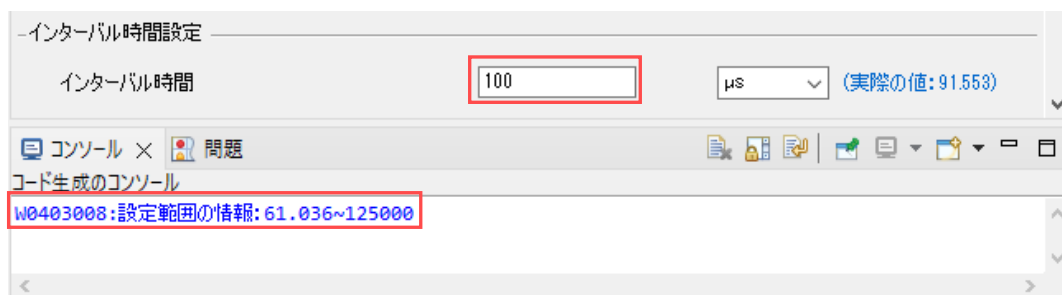 インターバル時間設定
インターバル時間 100 µs (実際の値: 91.553)
コンソール 問題
コード生成のコンソール
W0403008:設定範囲の情報:61.036~125000